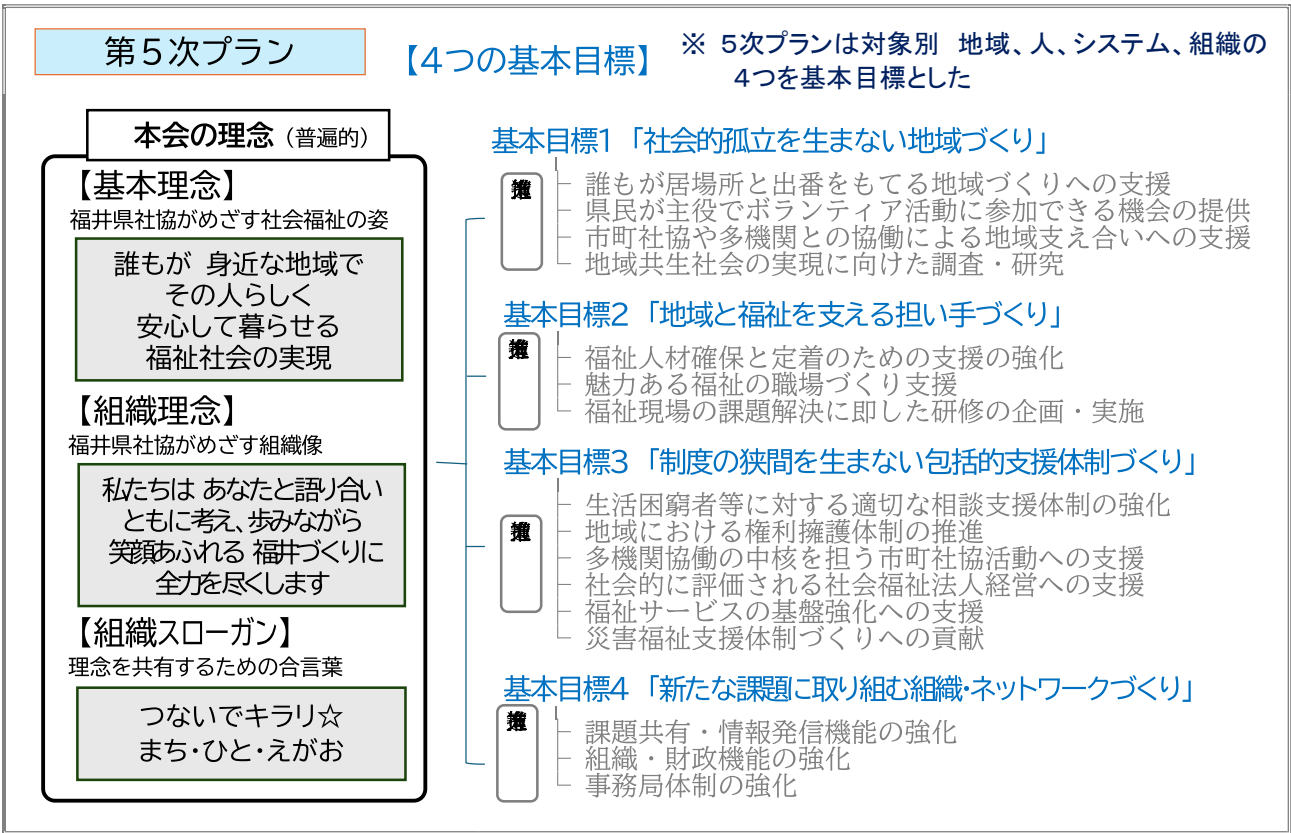 第５次プラン
【４つの基本目標】
※ ５次プランは対象別 地域、人、システム、組織の
４つを基本目標とした
本会の理念（普遍的）
【基本理念】
福井県社協がめざす社会福祉の姿
誰もが 身近な地域で
その人らしく
安心して暮らせる
福祉社会の実現
【組織理念】
福井県社協がめざす組織像
私たちは あなたと語り合い
ともに考え、歩みながら
笑顔あふれる 福井づくりに
全力を尽くします
【組織スローガン】
理念を共有するための合言葉
つないでキラリ☆
まち・ひと・えがお
基本目標１「社会的孤立を生まない地域づくり」
誰もが居場所と出番をもてる地域づくりへの支援
県民が主役でボランティア活動に参加できる機会の提供
市町社協や多機関との協働による地域支え合いへの支援
地域共生社会の実現に向けた調査・研究
基本目標２「地域と福祉を支える担い手づくり」
福祉人材確保と定着のための支援の強化
魅力ある福祉の職場づくり支援
福祉現場の課題解決に即した研修の企画・実施
基本目標３「制度の狭間を生まない包括的支援体制づくり」
生活困窮者等に対する適切な相談支援体制の強化
地域における権利擁護体制の推進
多機関協働の中核を担う市町社協活動への支援
社会的に評価される社会福祉法人経営への支援
福祉サービスの基盤強化への支援
災害福祉支援体制づくりへの貢献
基本目標４「新たな課題に取り組む組織・ネットワークづくり」
課題共有・情報発信機能の強化
組織・財政機能の強化
事務局体制の強化